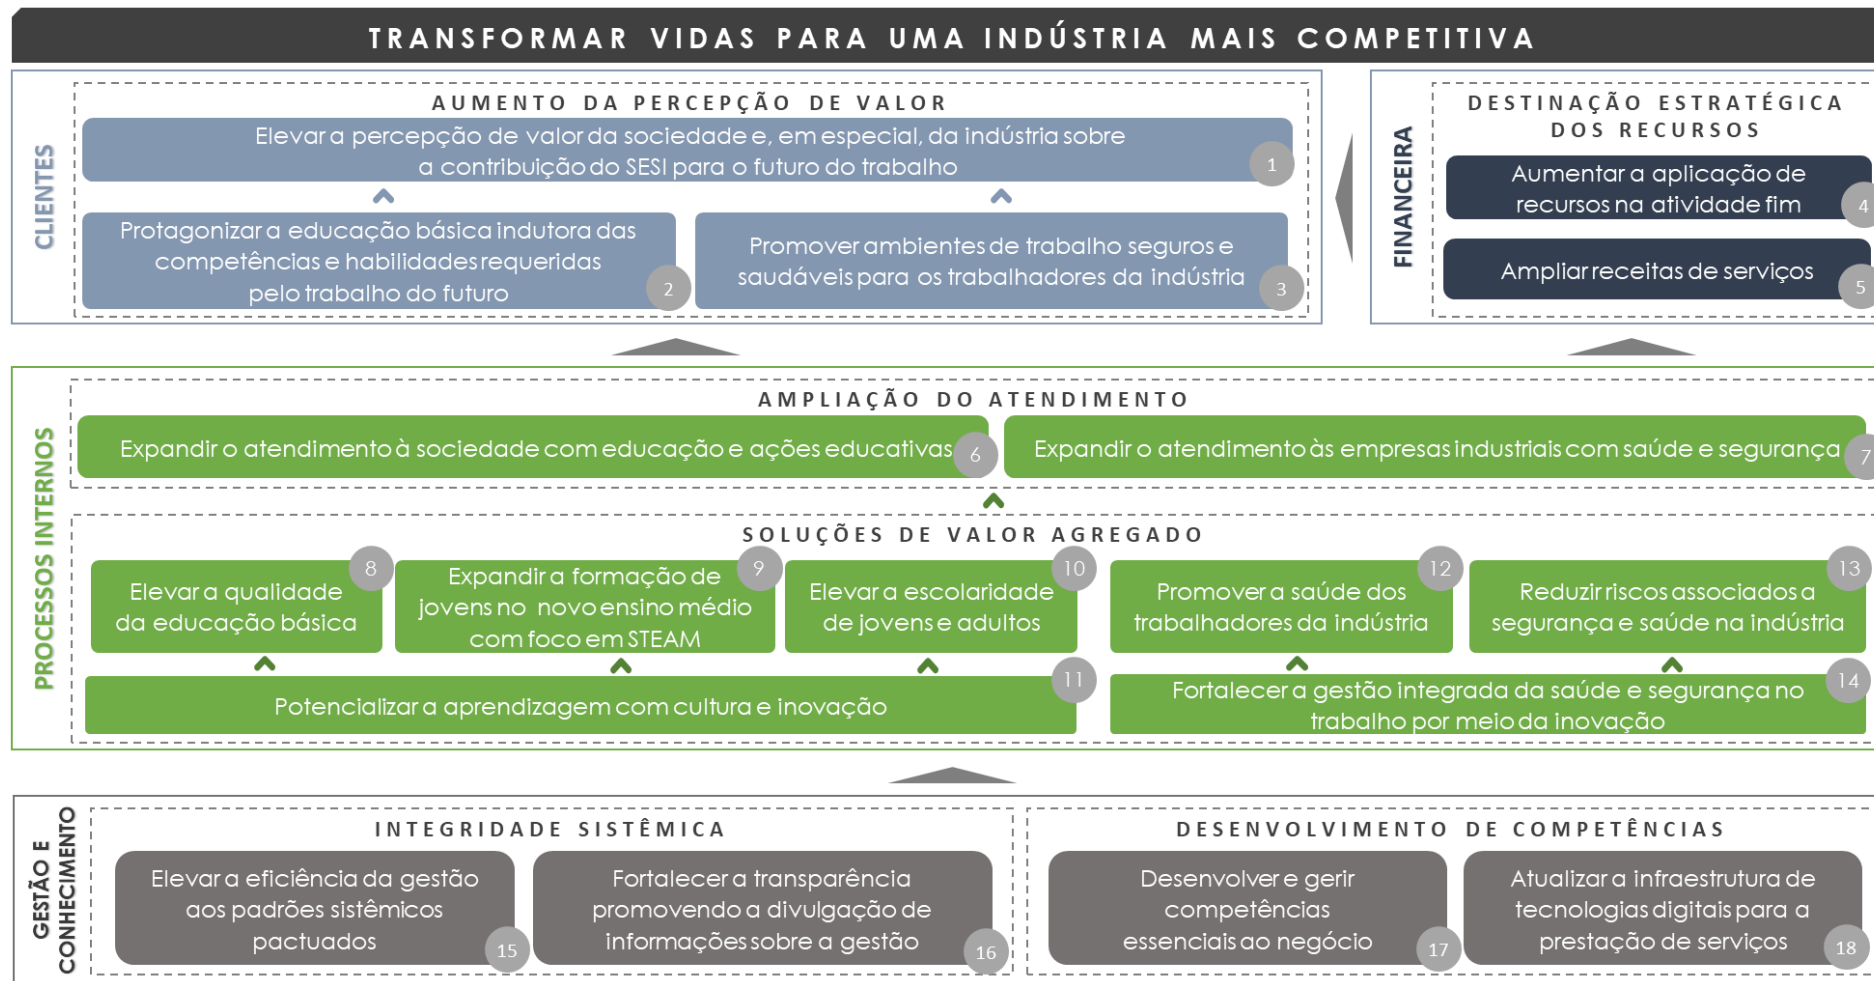 TRANSFORMAR VIDAS PARA UMA INDÚSTRIA MAIS COMPETITIVA
CLIENTES
AUMENTO DA PERCEPÇÃO DE VALOR
Elevar a percepção de valor da sociedade e, em especial, da indústria sobre
a contribuição do SESI para o futuro do trabalho
1
Protagonizar a educação básica indutora das
competências e habilidades requeridas
pelo trabalho do futuro
2
Promover ambientes de trabalho seguros e
saudáveis para os trabalhadores da indústria
3
FINANCEIRA
DESTINAÇÃO ESTRATÉGICA
DOS RECURSOS
Aumentar a aplicação de
recursos na atividade fim
4
Ampliar receitas de serviços
5
PROCESSOS INTERNOS
AMPLIAÇÃO DO ATENDIMENTO
Expandir o atendimento à sociedade com educação e ações educativas
6
Expandir o atendimento às empresas industriais com saúde e segurança
7
SOLUÇÕES DE VALOR AGREGADO
Elevar a qualidade
da educação básica
8
Expandir a formação de
jovens no novo ensino médio
com foco em STEAM
9
Elevar a escolaridade
de jovens e adultos
10
Promover a saúde dos
trabalhadores da indústria
12
Reduzir riscos associados a
segurança e saúde na indústria
13
Potencializar a aprendizagem com cultura e inovação
11
Fortalecer a gestão integrada da saúde e segurança no
trabalho por meio da inovação
14
GESTÃO E
CONHECIMENTO
INTEGRIDADE SISTÊMICA
Elevar a eficiência da gestão
aos padrões sistêmicos
pactuados
15
Fortalecer a transparência
promovendo a divulgação de
informações sobre a gestão
16
DESENVOLVIMENTO DE COMPETÊNCIAS
Desenvolver e gerir
competências
essenciais ao negócio
17
Atualizar a infraestrutura de
tecnologias digitais para a
prestação de serviços
18